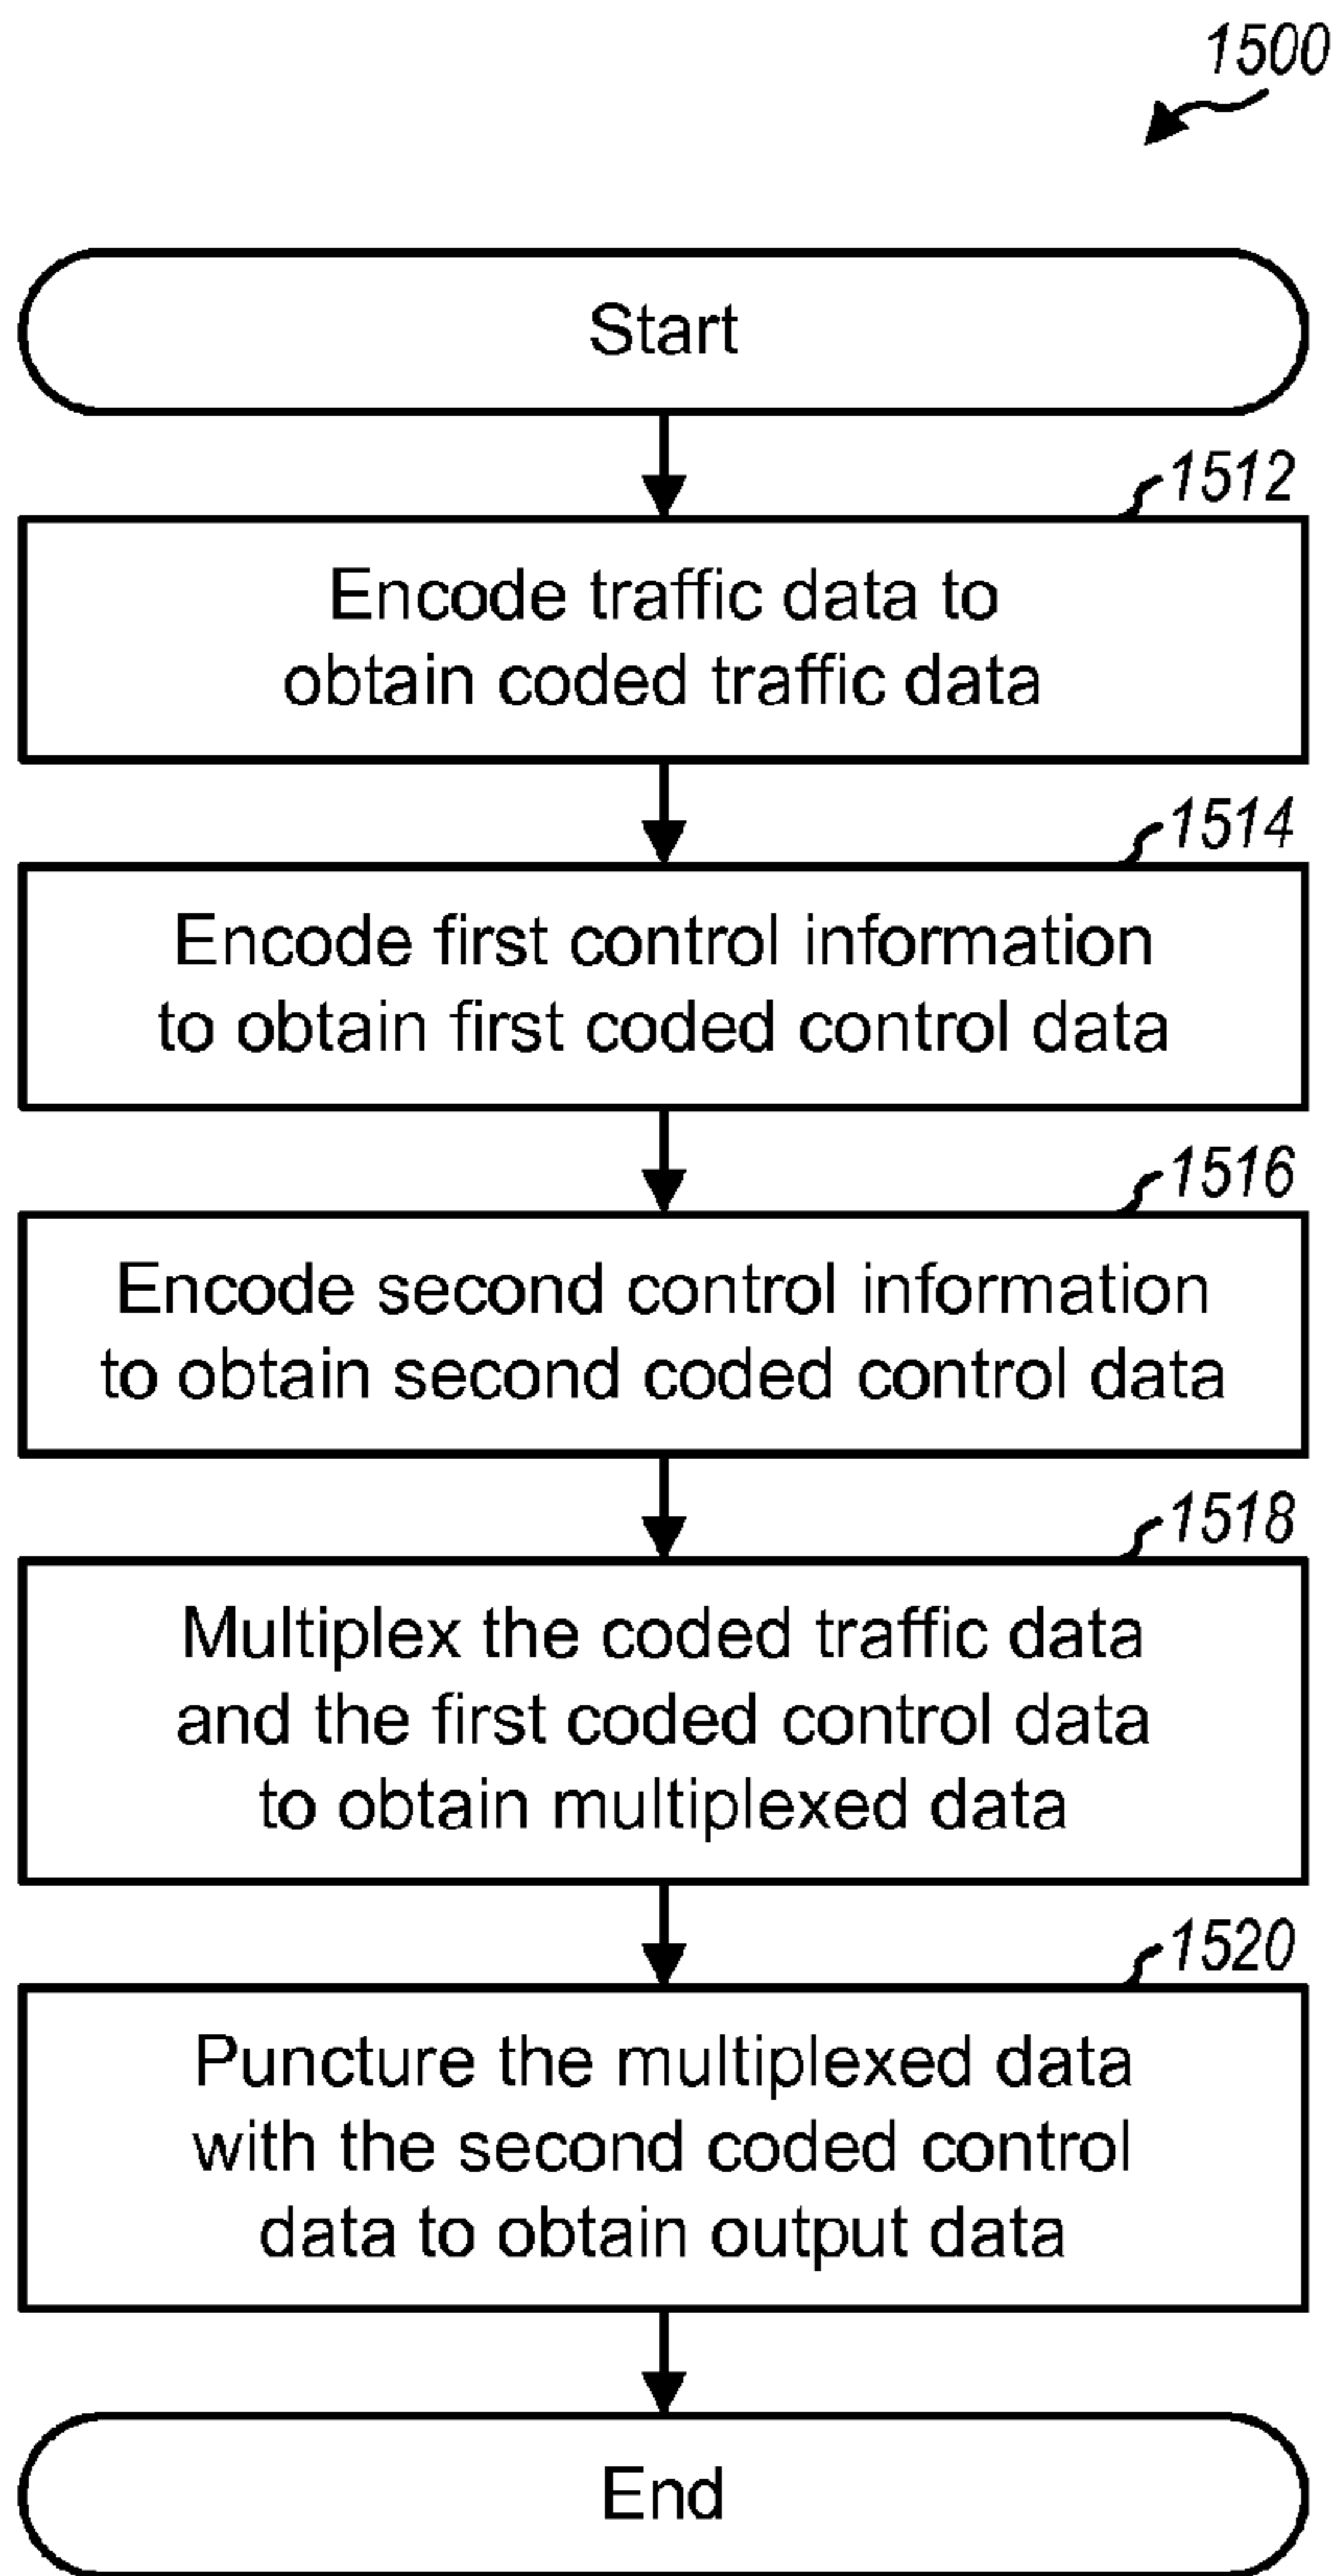 1500
Start
1512
Encode traffic data to
obtain coded traffic data
1514
Encode first control information
to obtain first coded control data
1516
Encode second control information
to obtain second coded control data
1518
Multiplex the coded traffic data
and the first coded control data
to obtain multiplexed data
1520
Puncture the multiplexed data
with the second coded control
data to obtain output data
End